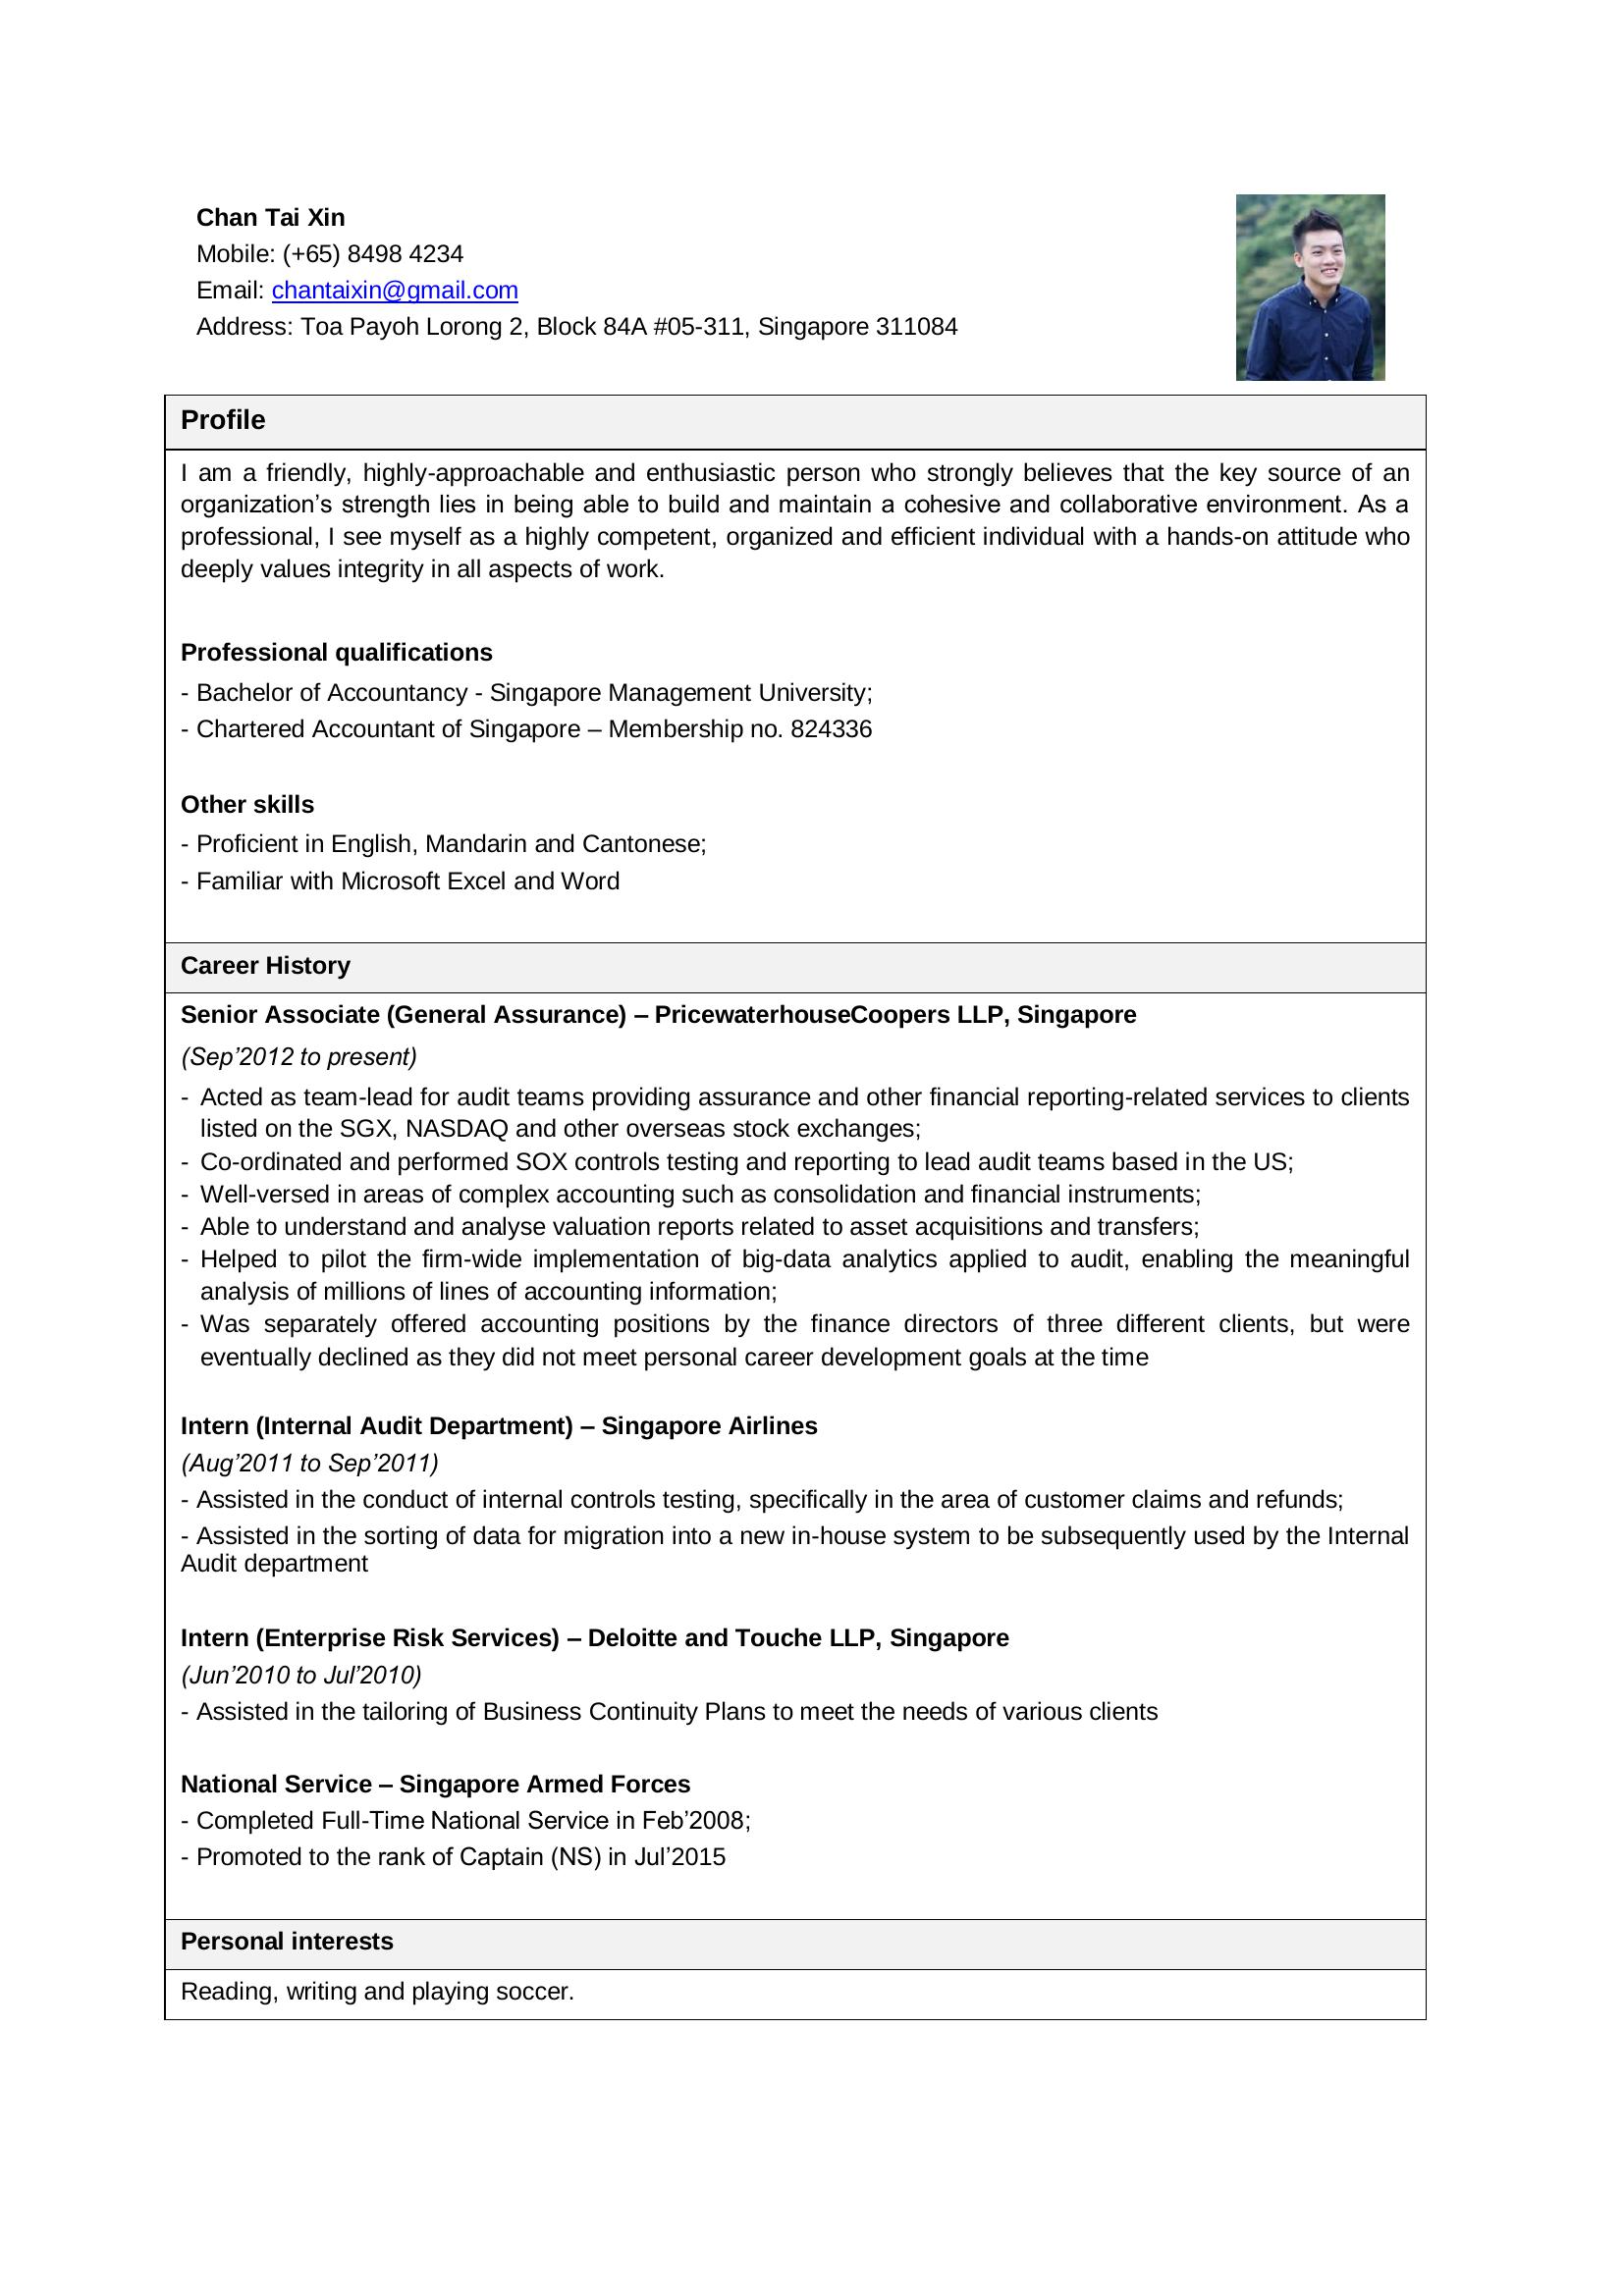 Chan Tai Xin
Mobile: (+65) 8498 4234
Email: chantaixin@gmail.com
Address: Toa Payoh Lorong 2, Block 84A #05-311, Singapore 311084
Profile
I am a friendly, highly-approachable and enthusiastic person who strongly believes that the key source of an
organization’s strength lies in being able to build and maintain a cohesive and collaborative environment. As a
professional, I see myself as a highly competent, organized and efficient individual with a hands-on attitude who
deeply values integrity in all aspects of work.
Professional qualifications
- Bachelor of Accountancy - Singapore Management University;
- Chartered Accountant of Singapore – Membership no. 824336
Other skills
- Proficient in English, Mandarin and Cantonese;
- Familiar with Microsoft Excel and Word
Career History
Senior Associate (General Assurance) – PricewaterhouseCoopers LLP, Singapore
(Sep’2012 to present)
- Acted as team-lead for audit teams providing assurance and other financial reporting-related services to clients
listed on the SGX, NASDAQ and other overseas stock exchanges;
- Co-ordinated and performed SOX controls testing and reporting to lead audit teams based in the US;
- Well-versed in areas of complex accounting such as consolidation and financial instruments;
- Able to understand and analyse valuation reports related to asset acquisitions and transfers;
- Helped to pilot the firm-wide implementation of big-data analytics applied to audit, enabling the meaningful
analysis of millions of lines of accounting information;
- Was separately offered accounting positions by the finance directors of three different clients, but were
eventually declined as they did not meet personal career development goals at the time
Intern (Internal Audit Department) – Singapore Airlines
(Aug’2011 to Sep’2011)
- Assisted in the conduct of internal controls testing, specifically in the area of customer claims and refunds;
- Assisted in the sorting of data for migration into a new in-house system to be subsequently used by the Internal
Audit department
Intern (Enterprise Risk Services) – Deloitte and Touche LLP, Singapore
(Jun’2010 to Jul’2010)
- Assisted in the tailoring of Business Continuity Plans to meet the needs of various clients
National Service – Singapore Armed Forces
- Completed Full-Time National Service in Feb’2008;
- Promoted to the rank of Captain (NS) in Jul’2015
Personal interests
Reading, writing and playing soccer.